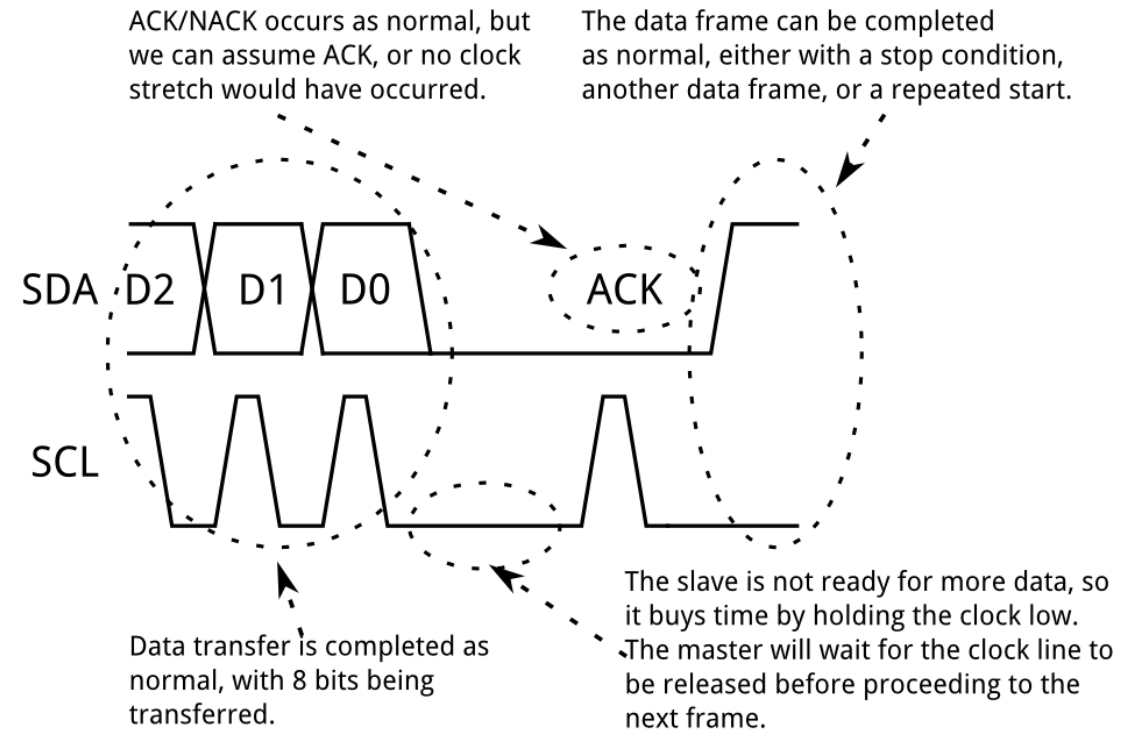 ACK/NACK occurs as normal, but
we can assume ACK, or no clock
stretch would have occurred.
The data frame can be completed
as normal, either with a stop condition,
another data frame, or a repeated start.
SDA D2 D1 D0 ACK
SCL
The slave is not ready for more data, so
it buys time by holding the clock low.
The master will wait for the clock line to
be released before proceeding to the
next frame.
Data transfer is completed as
normal, with 8 bits being
transferred.